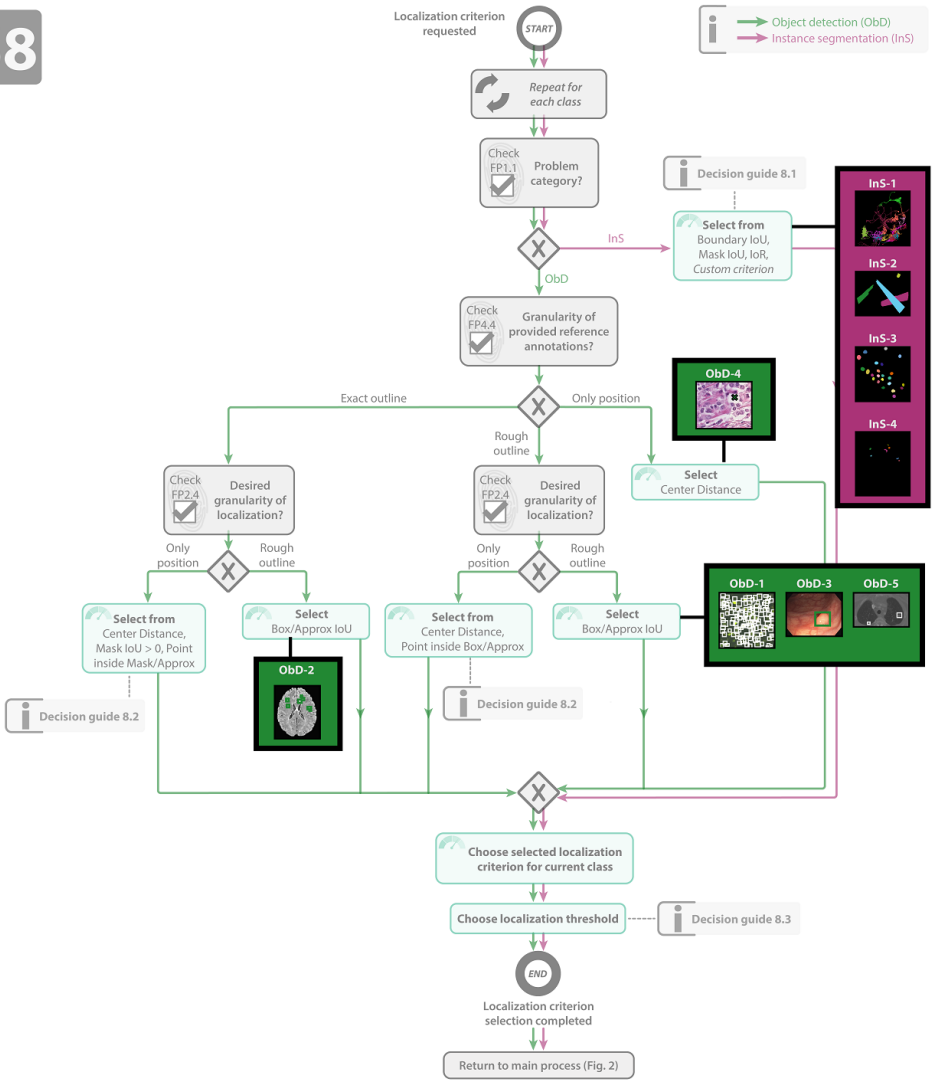 8
Localization criterion
requested
START
Object detection (ObD)
Instance segmentation (InS)
Repeat for
each class
Check
FP1.1
Problem
category?
Decision guide 8.1
X
InS
ObD
Select from
Boundary IoU,
Mask IoU, IoR,
Custom criterion
InS-1
InS-2
InS-3
InS-4
Check
FP4.4
Granularity of
provided reference
annotations?
Exact outline
X
Only position
Rough
outline
ObD-4
Select
Center Distance
Check
FP2.4
Desired
granularity of
localization?
Check
FP2.4
Desired
granularity of
localization?
Only
position
X
Rough
outline
Only
position
X
Rough
outline
Select from
Center Distance,
Mask IoU > 0, Point
inside Mask/Approx
Select
Box/Approx IoU
Select from
Center Distance,
Point inside Box/Approx
Select
Box/Approx IoU
ObD-1
ObD-3
ObD-5
ObD-2
Decision guide 8.2
Decision guide 8.2
X
Choose selected localization
criterion for current class
Choose localization threshold
Decision guide 8.3
END
Localization criterion
selection completed
Return to main process (Fig. 2)